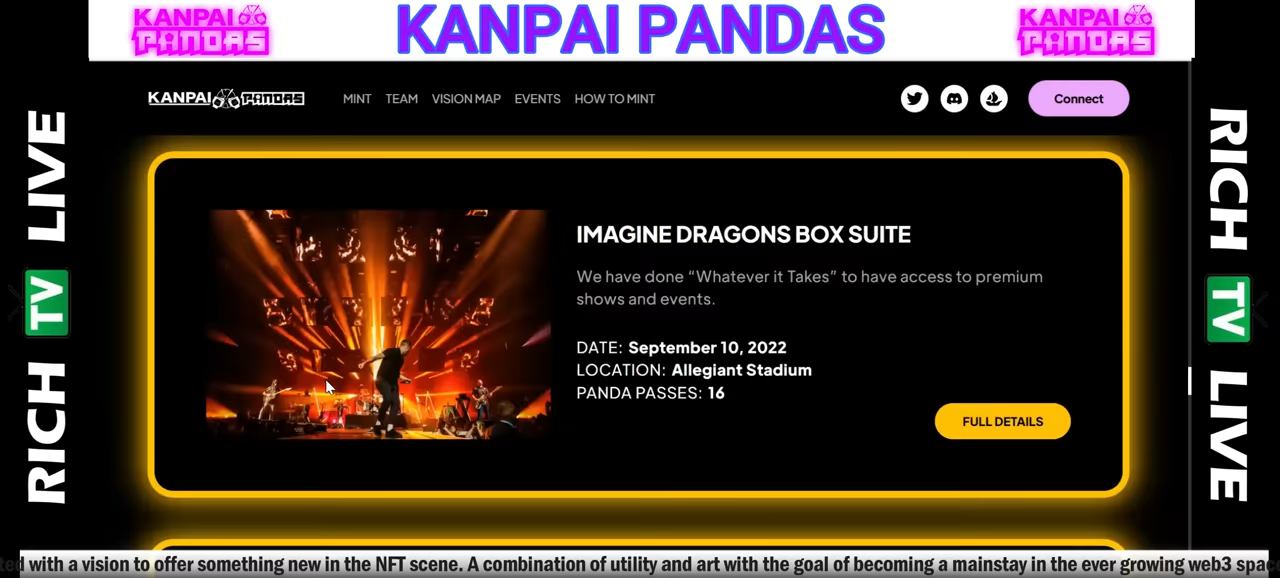 KANPAI PANDAS
KANPAI PANDAS
KANPAI PANDAS
KANPAI PANDAS
MINT TEAM VISION MAP EVENTS HOW TO MINT
Connect
RICH TV LIVE
RICH TV LIVE
IMAGINE DRAGONS BOX SUITE
We have done “Whatever it Takes” to have access to premium
shows and events.
DATE: September 10, 2022
LOCATION: Allegiant Stadium
PANDA PASSES: 16
FULL DETAILS
with a vision to offer something new in the NFT scene. A combination of utility and art with the goal of becoming a mainstay in the ever growing web3